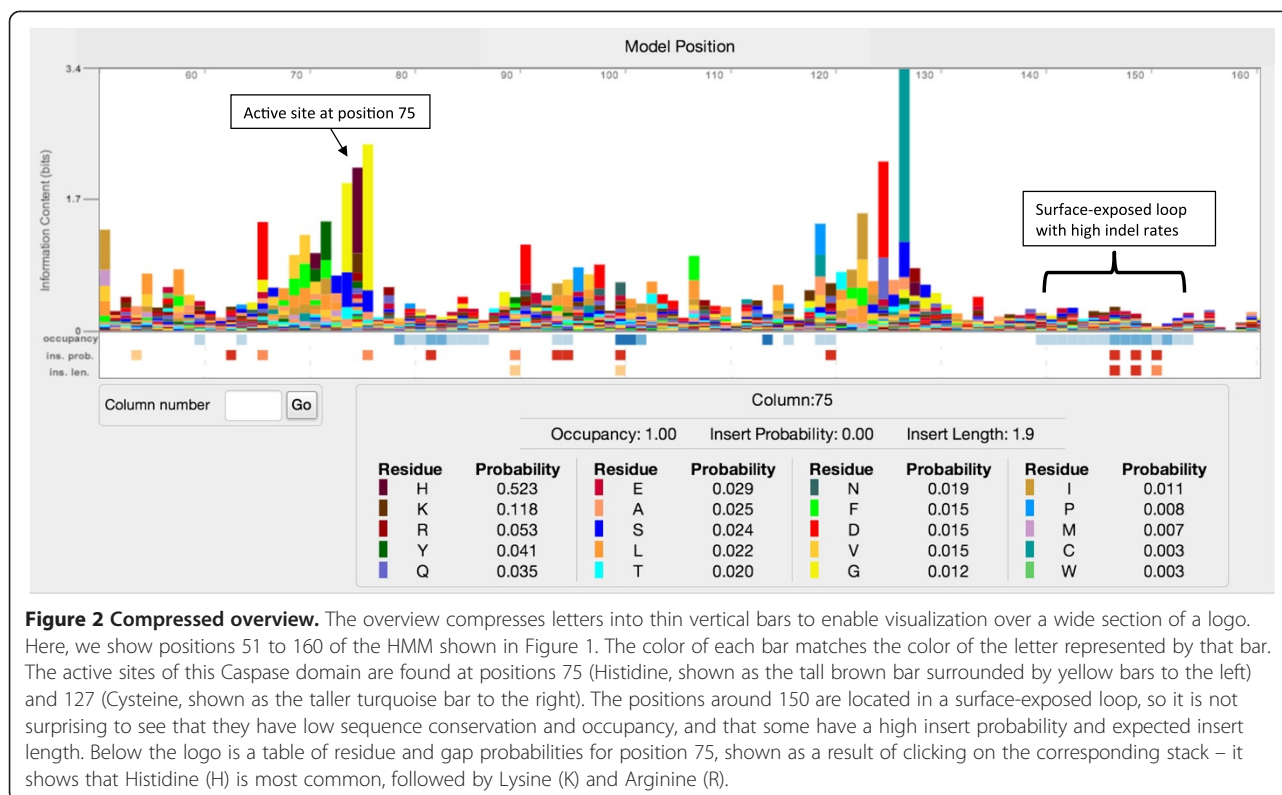 Model Position
3.4
60 70 80 90 100 110 120 130 140 150 160
Active site at position 75
1.7
Information Content (bits)
Surface-exposed loop
with high indel rates
0
occupancy
ins. prob.
ins. len.
Column number Go
Column:75
Occupancy: 1.00 Insert Probability: 0.00 Insert Length: 1.9
Residue Probability Residue Probability Residue Probability Residue Probability
H 0.523 E 0.029 N 0.019 I 0.011
K 0.118 A 0.025 F 0.015 P 0.008
R 0.053 S 0.024 D 0.015 M 0.007
Y 0.041 L 0.022 V 0.015 C 0.003
Q 0.035 T 0.020 G 0.012 W 0.003
Figure 2 Compressed overview. The overview compresses letters into thin vertical bars to enable visualization over a wide section of a logo.
Here, we show positions 51 to 160 of the HMM shown in Figure 1. The color of each bar matches the color of the letter represented by that bar.
The active sites of this Caspase domain are found at positions 75 (Histidine, shown as the tall brown bar surrounded by yellow bars to the left)
and 127 (Cysteine, shown as the taller turquoise bar to the right). The positions around 150 are located in a surface-exposed loop, so it is not
surprising to see that they have low sequence conservation and occupancy, and that some have a high insert probability and expected insert
length. Below the logo is a table of residue and gap probabilities for position 75, shown as a result of clicking on the corresponding stack – it
shows that Histidine (H) is most common, followed by Lysine (K) and Arginine (R).